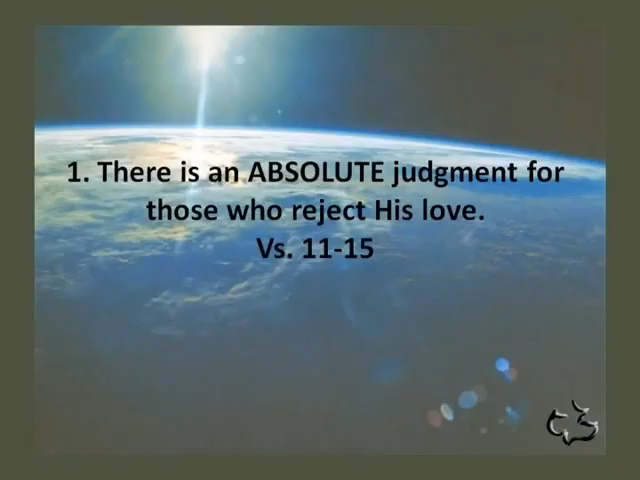 1. There is an ABSOLUTE judgment for
those who reject His love.
Vs. 11-15